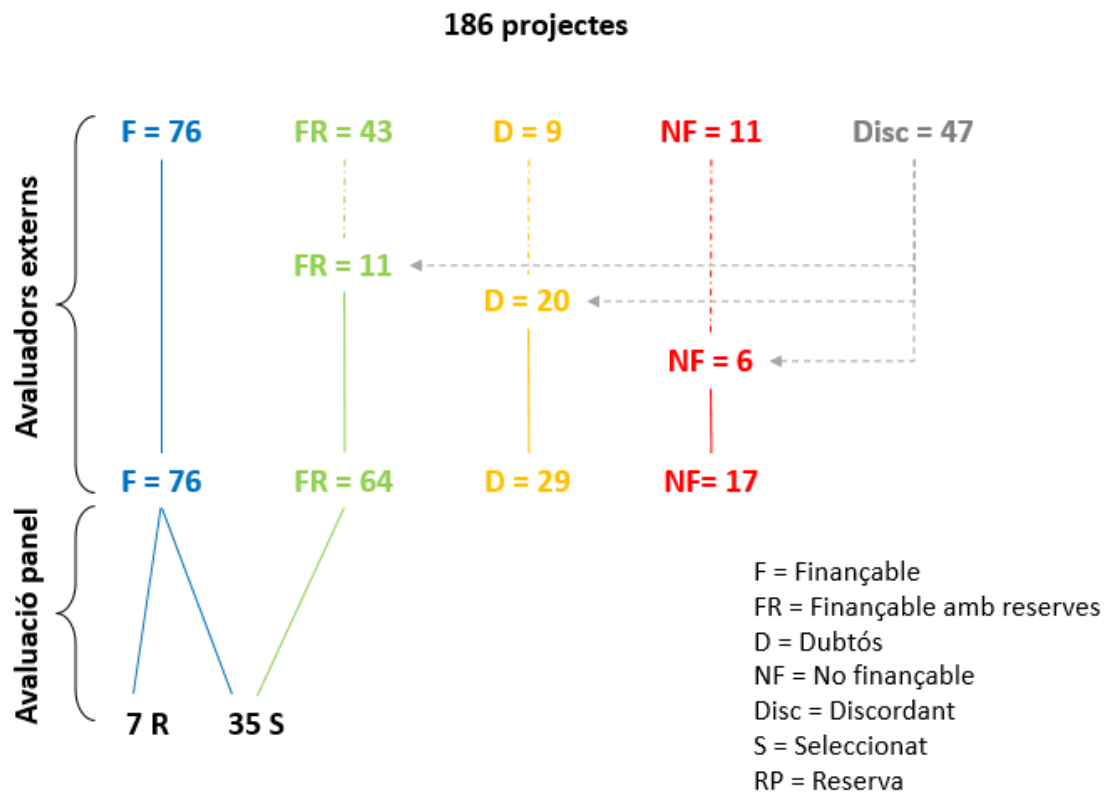 186 projectes
Avaluadors externs
F = 76
FR = 43
D = 9
NF = 11
Disc = 47
FR = 11
D = 20
NF = 6
F = 76
FR = 64
D = 29
NF= 17
Avaluació panel
7 R
35 S
F = Finançable
FR = Finançable amb reserves
D = Dubtós
NF = No finançable
Disc = Discordant
S = Seleccionat
RP = Reserva